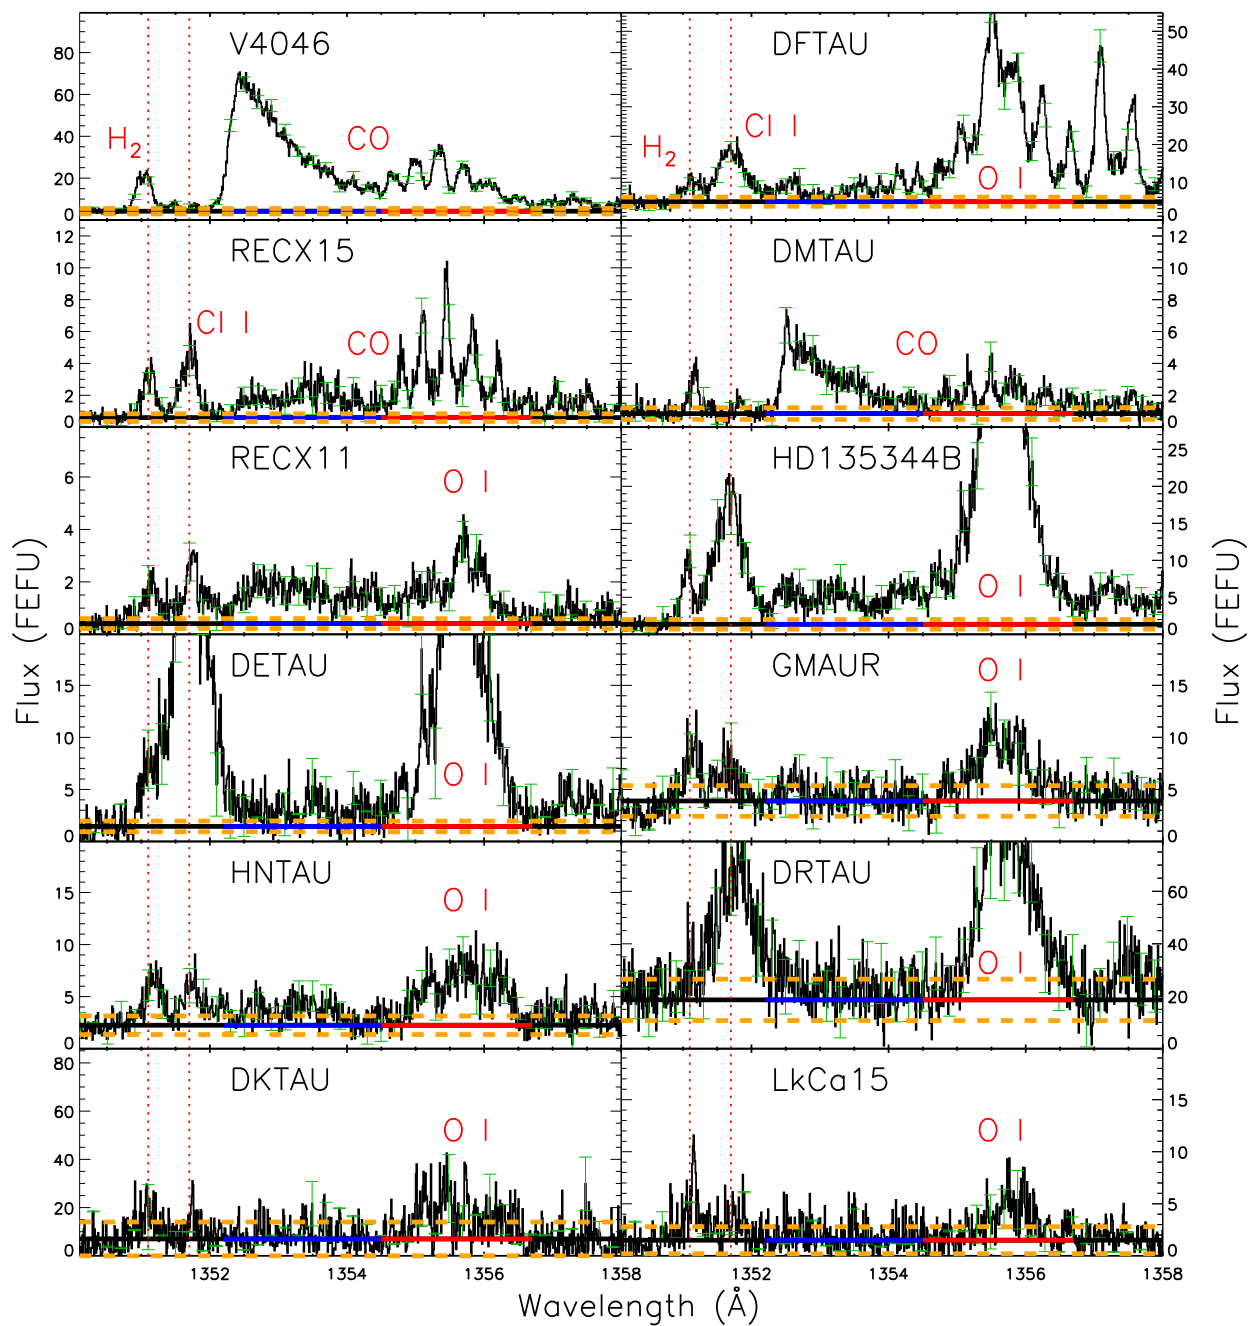 V4046
DFTAU
80
60
40
20
0
H2
CO
50
40
30
20
10
0
H2
Cl I
O I
RECX15
DMTAU
12
10
8
6
4
2
0
Cl I
CO
12
10
8
6
4
2
0
CO
RECX11
HD135344B
6
4
2
0
O I
25
20
15
10
5
0
O I
DETAU
GMAUR
15
10
5
0
O I
15
10
5
0
O I
HNTAU
DRTAU
15
10
5
0
O I
60
40
20
0
O I
DKTAU
LkCa15
80
60
40
20
0
O I
15
10
5
0
O I
1352 1354 1356 1358 1352 1354 1356 1358
Wavelength (Å)
Flux (FEFU)
Flux (FEFU)